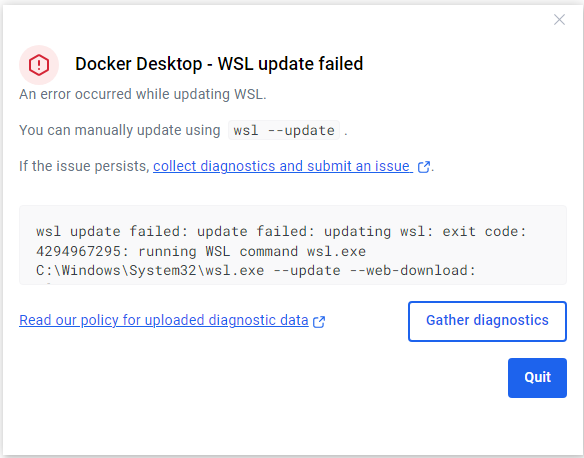 Docker Desktop - WSL update failed
An error occurred while updating WSL.
You can manually update using wsl --update .
If the issue persists, collect diagnostics and submit an issue .
wsl update failed: update failed: updating wsl: exit code:
4294967295: running WSL command wsl.exe
C:\Windows\System32\wsl.exe --update --web-download:
Read our policy for uploaded diagnostic data
Gather diagnostics
Quit